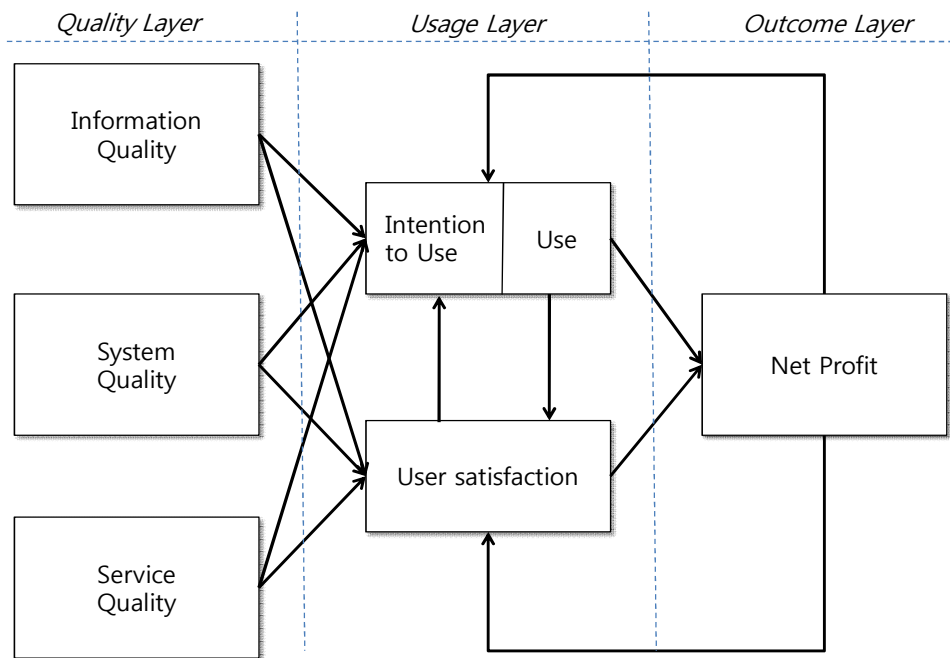 Quality Layer
Usage Layer
Outcome Layer
Information
Quality
Intention
to Use
Use
System
Quality
Net Profit
User satisfaction
Service
Quality